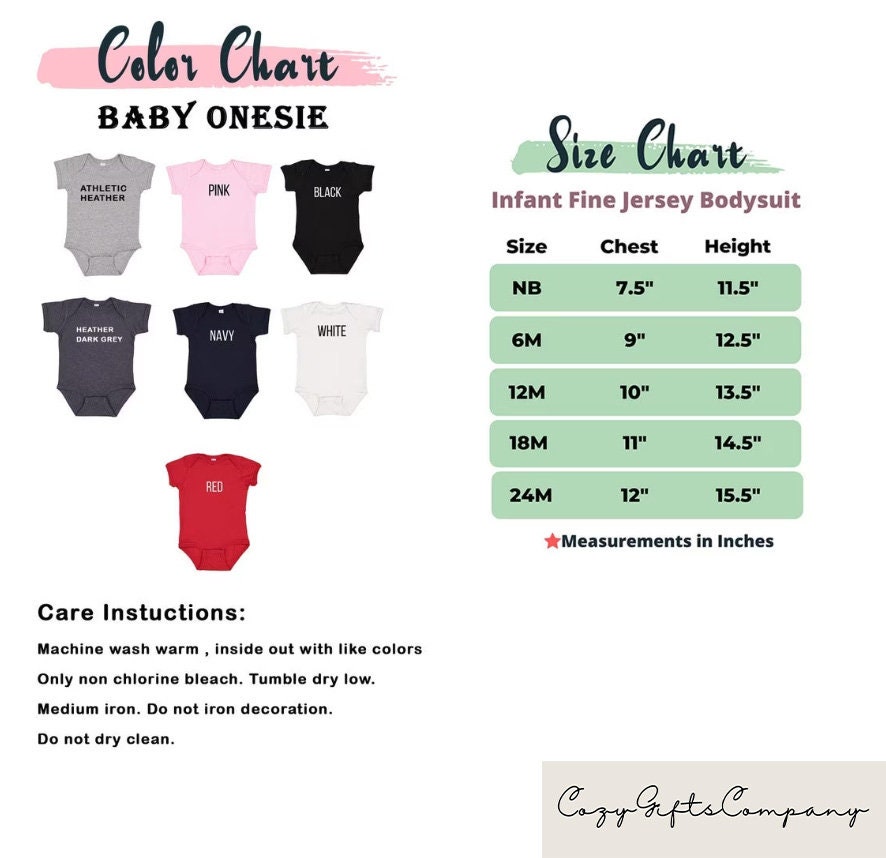 Color Chart
BABY ONESIE
ATHLETIC
HEATHER
PINK
BLACK
HEATHER
DARK GREY
NAVY
WHITE
RED
Care Instuctions:
Machine wash warm , inside out with like colors
Only non chlorine bleach. Tumble dry low.
Medium iron. Do not iron decoration.
Do not dry clean.
Size Chart
Infant Fine Jersey Bodysuit
Size Chest Height
NB 7.5" 11.5"
6M 9" 12.5"
12M 10" 13.5"
18M 11" 14.5"
24M 12" 15.5"
Measurements in Inches
CozyGiftsCompany